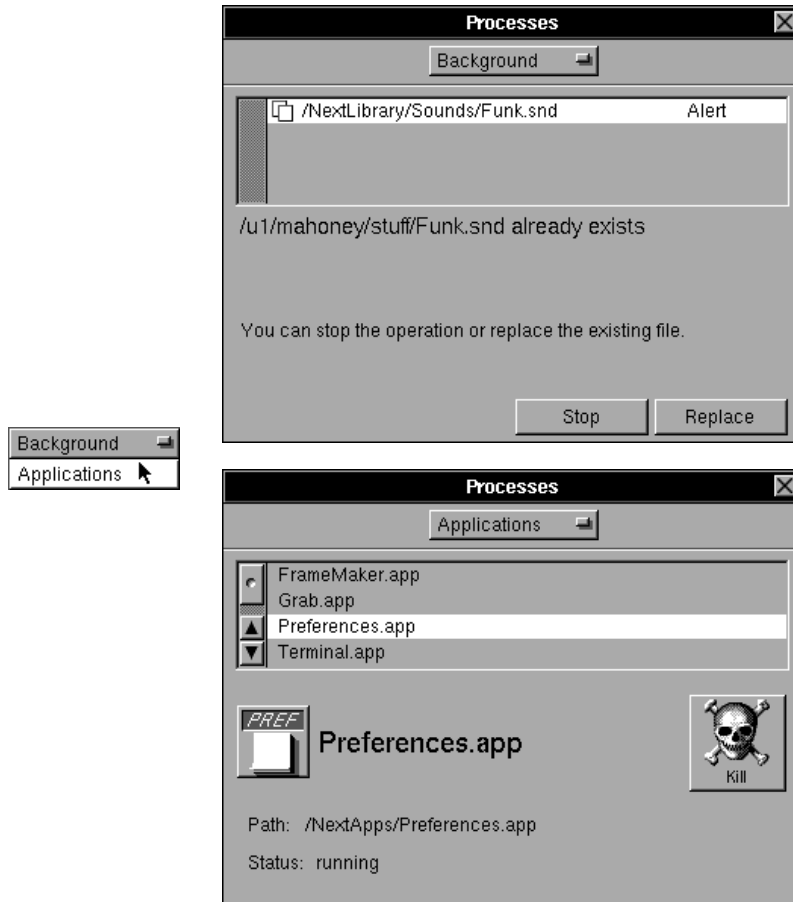 Processes
Background
/NextLibrary/Sounds/Funk.snd Alert
/u1/mahoney/stuff/Funk.snd already exists
You can stop the operation or replace the existing file.
Stop Replace
Background
Applications
Processes
Applications
FrameMaker.app
Grab.app
Preferences.app
Terminal.app
PREF
Preferences.app
Kill
Path: /NextApps/Preferences.app
Status: running